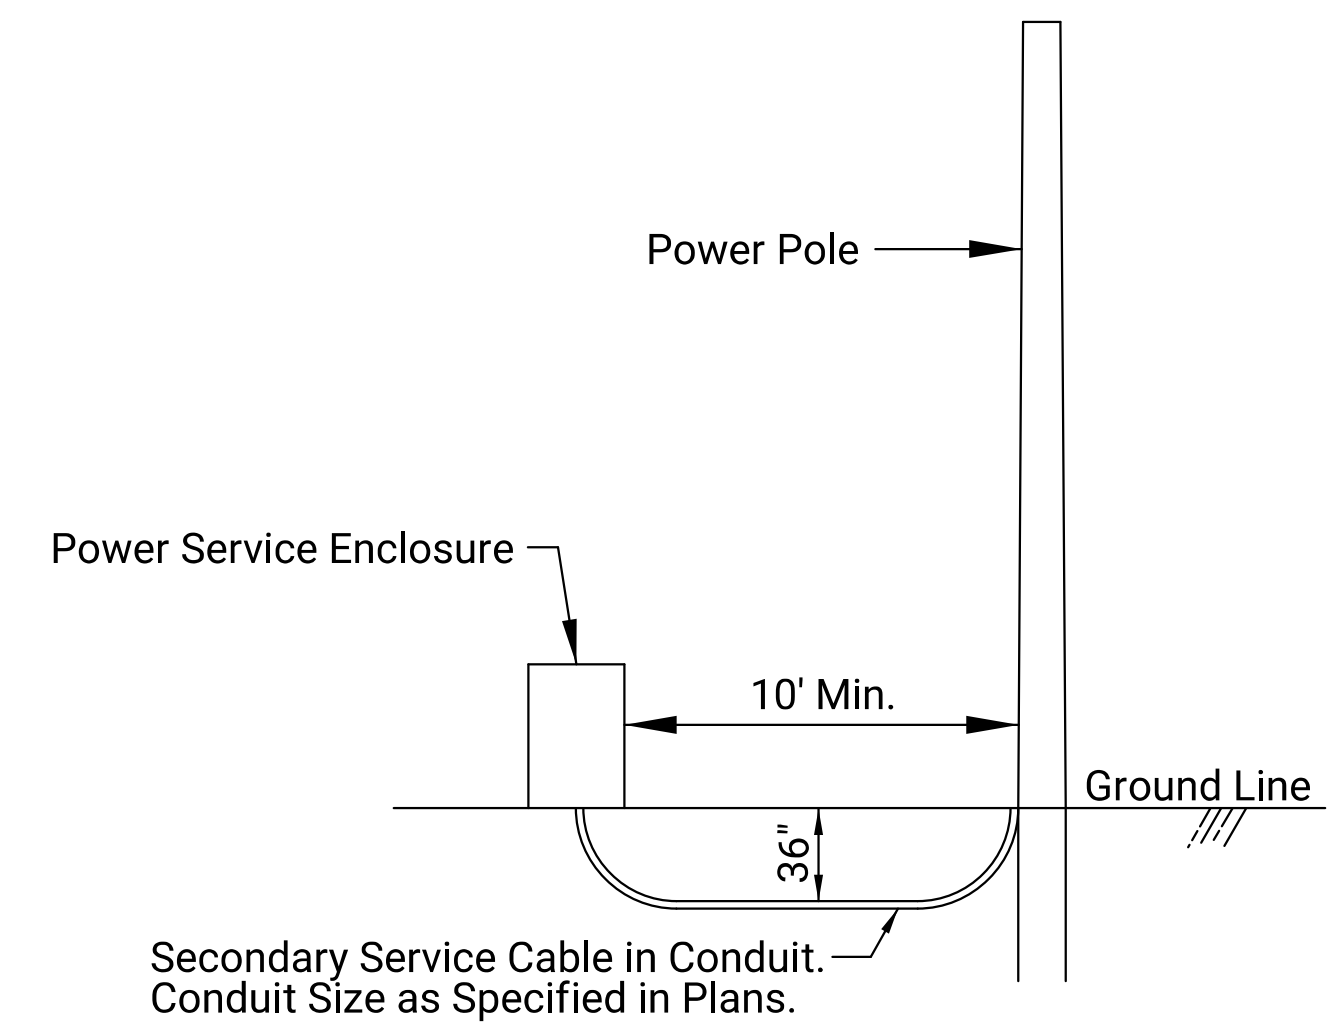 Power Pole
Power Service Enclosure
10' Min.
Ground Line
36"
Secondary Service Cable in Conduit.
Conduit Size as Specified in Plans.